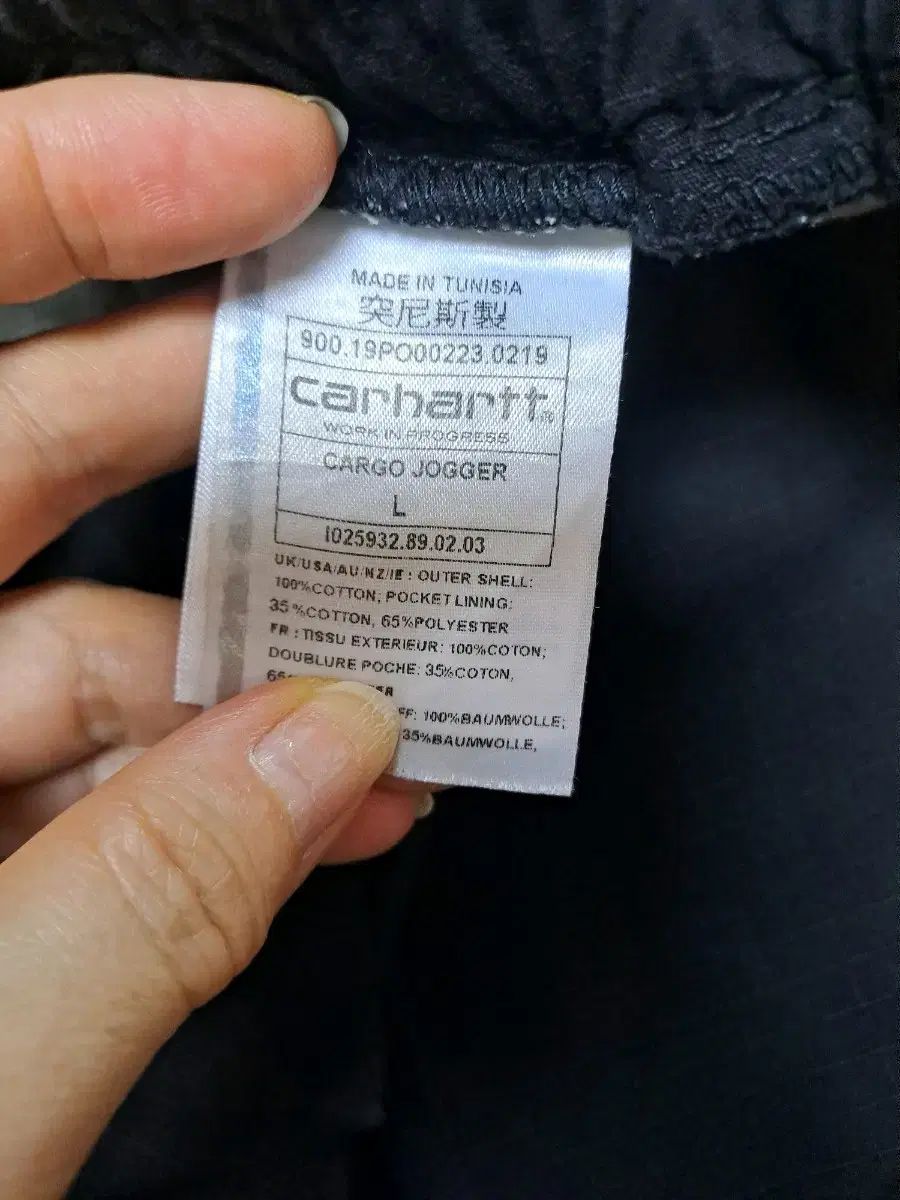 MADE IN TUNISIA
突尼斯製
900.19PO00223.0219
carhartt®
WORK IN PROGRESS
CARGO JOGGER
L
I025932.89.02.03
UK/USA/AU/NZ/IE : OUTER SHELL:
100%COTTON; POCKET LINING:
35%COTTON, 65%POLYESTER
FR : TISSU EXTERIEUR: 100%COTON;
DOUBLURE POCHE: 35%COTON,
: 100%BAUMWOLLE;
35%BAUMWOLLE,